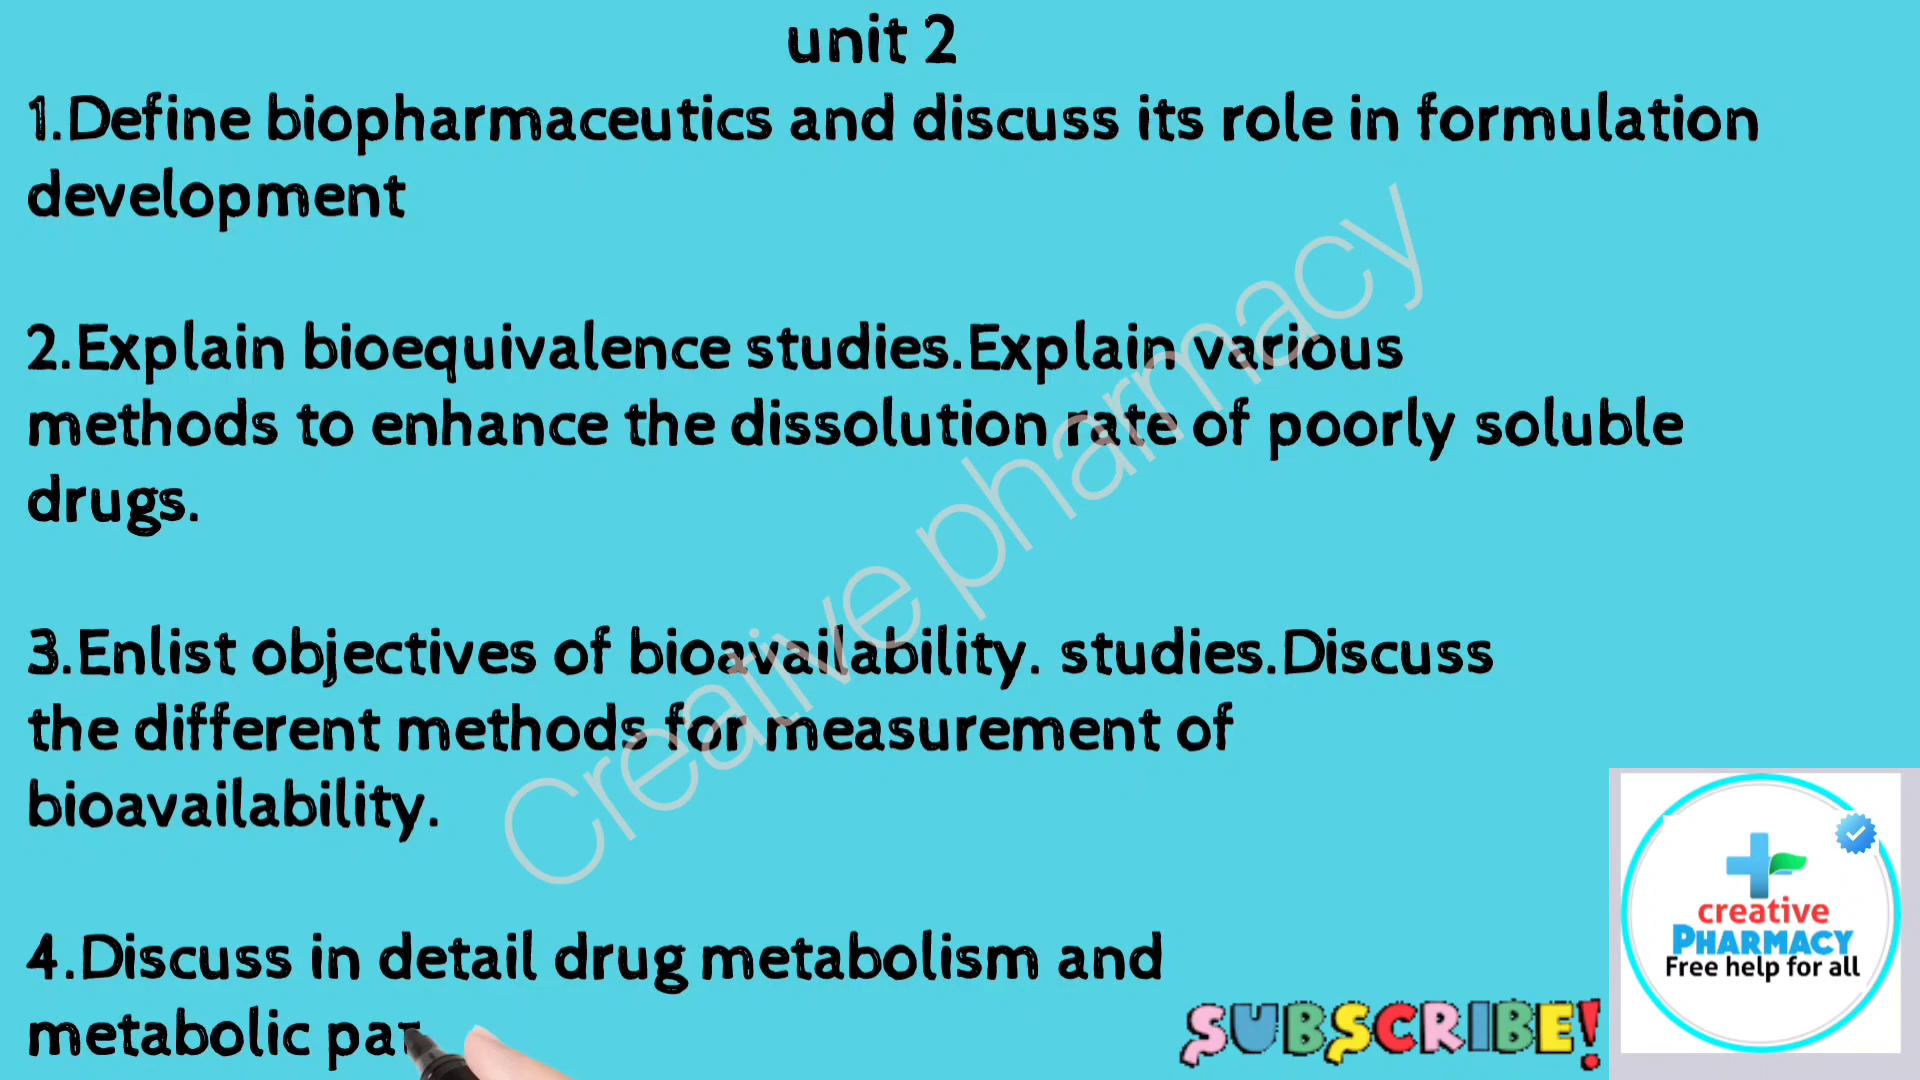 unit 2
1.Define biopharmaceutics and discuss its role in formulation
development
2.Explain bioequivalence studies.Explain various
methods to enhance the dissolution rate of poorly soluble
drugs.
3.Enlist objectives of bioavailability. studies.Discuss
the different methods for measurement of
bioavailability.
4.Discuss in detail drug metabolism and
metabolic
Creative pharmacy
SUBSCRIBE!
creative
PHARMACY
Free help for all